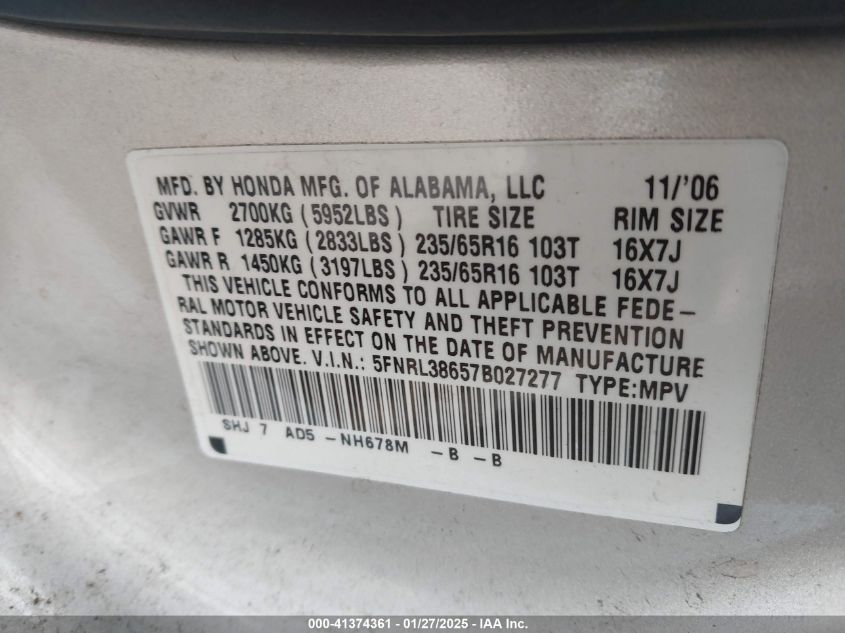 MFD. BY HONDA MFG. OF ALABAMA, LLC 11/'06
GVWR 2700KG (5952LBS) TIRE SIZE RIM SIZE
GAWR F 1285KG (2833LBS) 235/65R16 103T 16X7J
GAWR R 1450KG (3197LBS) 235/65R16 103T 16X7J
THIS VEHICLE CONFORMS TO ALL APPLICABLE FEDE-
RAL MOTOR VEHICLE SAFETY AND THEFT PREVENTION
STANDARDS IN EFFECT ON THE DATE OF MANUFACTURE
SHOWN ABOVE. V.I.N.: 5FNRL38657B027277 TYPE:MPV
SHJ 7 AD5 -NH678M -B -B
000-41374361 - 01/27/2025 - IAA Inc.